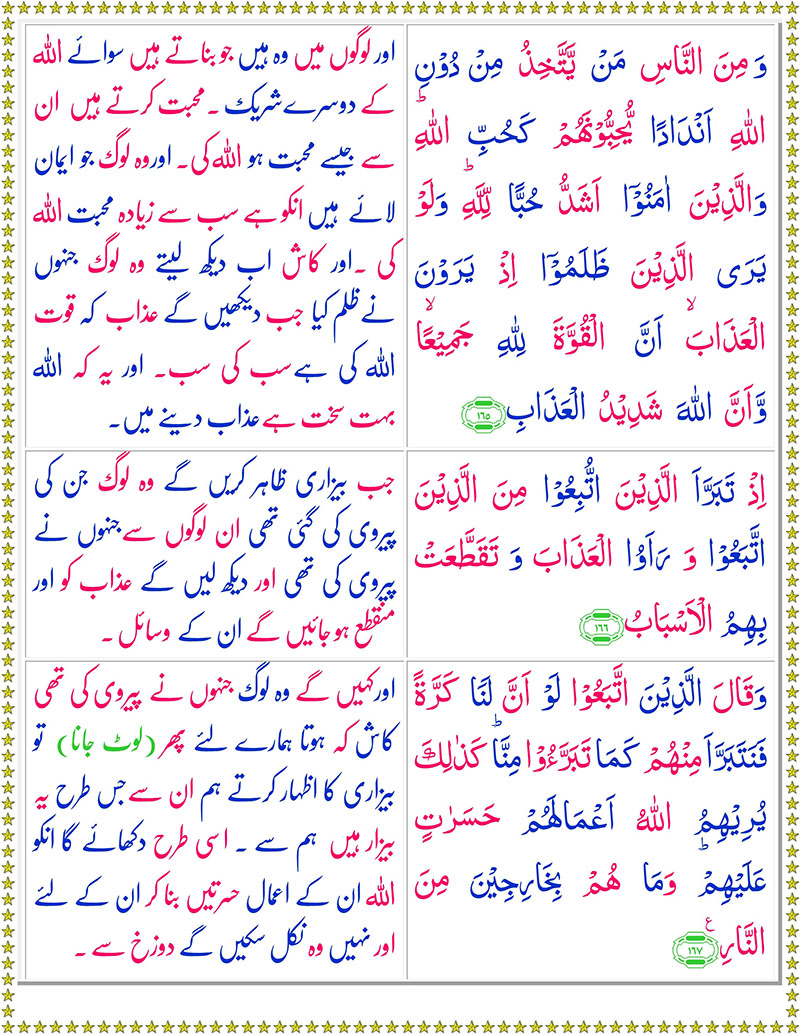 وَ مِنَ النَّاسِ مَنْ يَّتَّخِذُ مِنْ دُوْنِ
اللّٰهِ اَنْدَادًا يُّحِبُّوْنَهُمْ كَحُبِّ اللّٰهِ ؕ
وَالَّذِيْنَ اٰمَنُوْۤا اَشَدُّ حُبًّا لِّلّٰهِ ؕ وَلَوْ
يَرَى الَّذِيْنَ ظَلَمُوْۤا اِذْ يَرَوْنَ
الْعَذَابَ ۙ اَنَّ الْقُوَّةَ لِلّٰهِ جَمِيْعًا ۙ
وَّاَنَّ اللّٰهَ شَدِيْدُ الْعَذَابِ ١٦٥
اور لوگوں میں وہ ہیں جو بناتے ہیں سوائے اللہ
کے دوسرے شریک ۔ محبت کرتے ہیں ان
سے جیسے محبت ہو اللہ کی۔ اور وہ لوگ جو ایمان
لائے ہیں انکو ہے سب سے زیادہ محبت اللہ
کی ۔ اور کاش اب دیکھ لیتے وہ لوگ جنہوں
نے ظلم کیا جب دیکھیں گے عذاب کہ قوت
اللہ کی ہے سب کی سب۔ اور یہ کہ اللہ
بہت سخت ہے عذاب دینے میں۔
اِذْ تَبَرَّاَ الَّذِيْنَ اتُّبِعُوْا مِنَ الَّذِيْنَ
اتَّبَعُوْا وَ رَاَوُا الْعَذَابَ وَ تَقَطَّعَتْ
بِهِمُ الْاَسْبَابُ ١٦٦
جب بیزاری ظاہر کریں گے وہ لوگ جن کی
پیروی کی گئی تھی ان لوگوں سے جنہوں نے
پیروی کی تھی اور دیکھ لیں گے عذاب کو اور
منقطع ہو جائیں گے ان کے وسائل ۔
وَقَالَ الَّذِيْنَ اتَّبَعُوْا لَوْ اَنَّ لَنَا كَرَّةً
فَنَتَبَرَّاَ مِنْهُمْ كَمَا تَبَرَّءُوْا مِنَّا ؕ كَذٰلِكَ
يُرِيْهِمُ اللّٰهُ اَعْمَالَهُمْ حَسَرٰتٍ
عَلَيْهِمْ ؕ وَمَا هُمْ بِخَارِجِيْنَ مِنَ
النَّارِ ع ١٦٧
اور کہیں گے وہ لوگ جنہوں نے پیروی کی تھی
کاش کہ ہوتا ہمارے لئے پھر (لوٹ جانا) تو
بیزاری کا اظہار کرتے ہم ان سے جس طرح یہ
بیزار ہیں ہم سے ۔ اسی طرح دکھائے گا انکو
اللہ ان کے اعمال حسرتیں بنا کر ان کے لئے
اور نہیں وہ نکل سکیں گے دوزخ سے ۔